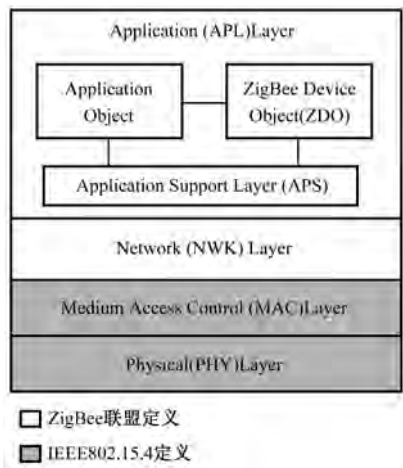 Application (APL)Layer
Application
Object
ZigBee Device
Object(ZDO)
Application Support Layer (APS)
Network (NWK) Layer
Medium Access Control (MAC)Layer
Physical(PHY)Layer
ZigBee联盟定义
IEEE802.15.4定义